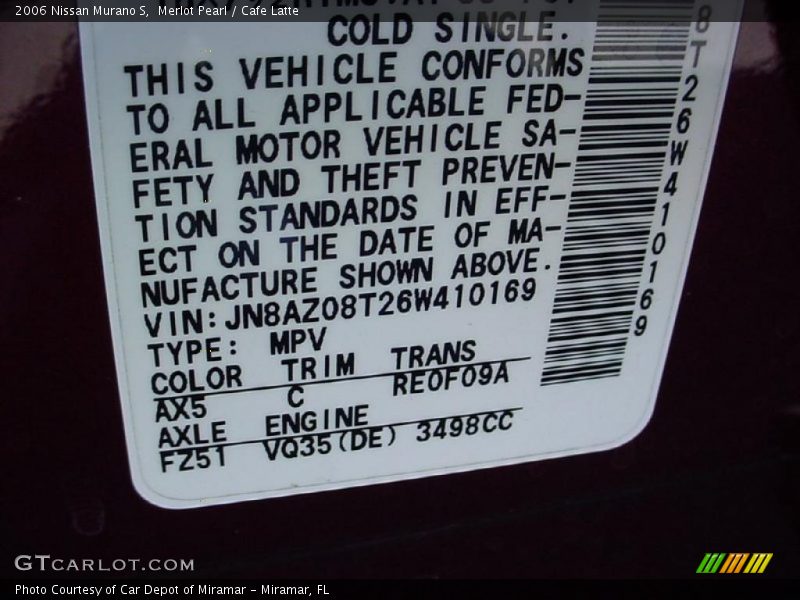 2006 Nissan Murano S, Merlot Pearl / Cafe Latte
COLD SINGLE.
THIS VEHICLE CONFORMS
TO ALL APPLICABLE FED-
ERAL MOTOR VEHICLE SA-
FETY AND THEFT PREVEN-
TION STANDARDS IN EFF-
ECT ON THE DATE OF MA-
NUFACTURE SHOWN ABOVE.
VIN:JN8AZ08T26W410169
TYPE: MPV
COLOR TRIM TRANS
AX5 C RE0F09A
AXLE ENGINE
FZ51 VQ35(DE) 3498CC
8T26W410169
GTCARLOT.COM
Photo Courtesy of Car Depot of Miramar - Miramar, FL